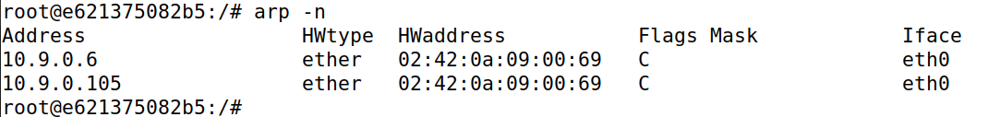 root@e621375082b5:/# arp -n
Address                  HWtype  HWaddress           Flags Mask            Iface
10.9.0.6                 ether   02:42:0a:09:00:69   C                     eth0
10.9.0.105               ether   02:42:0a:09:00:69   C                     eth0
root@e621375082b5:/#